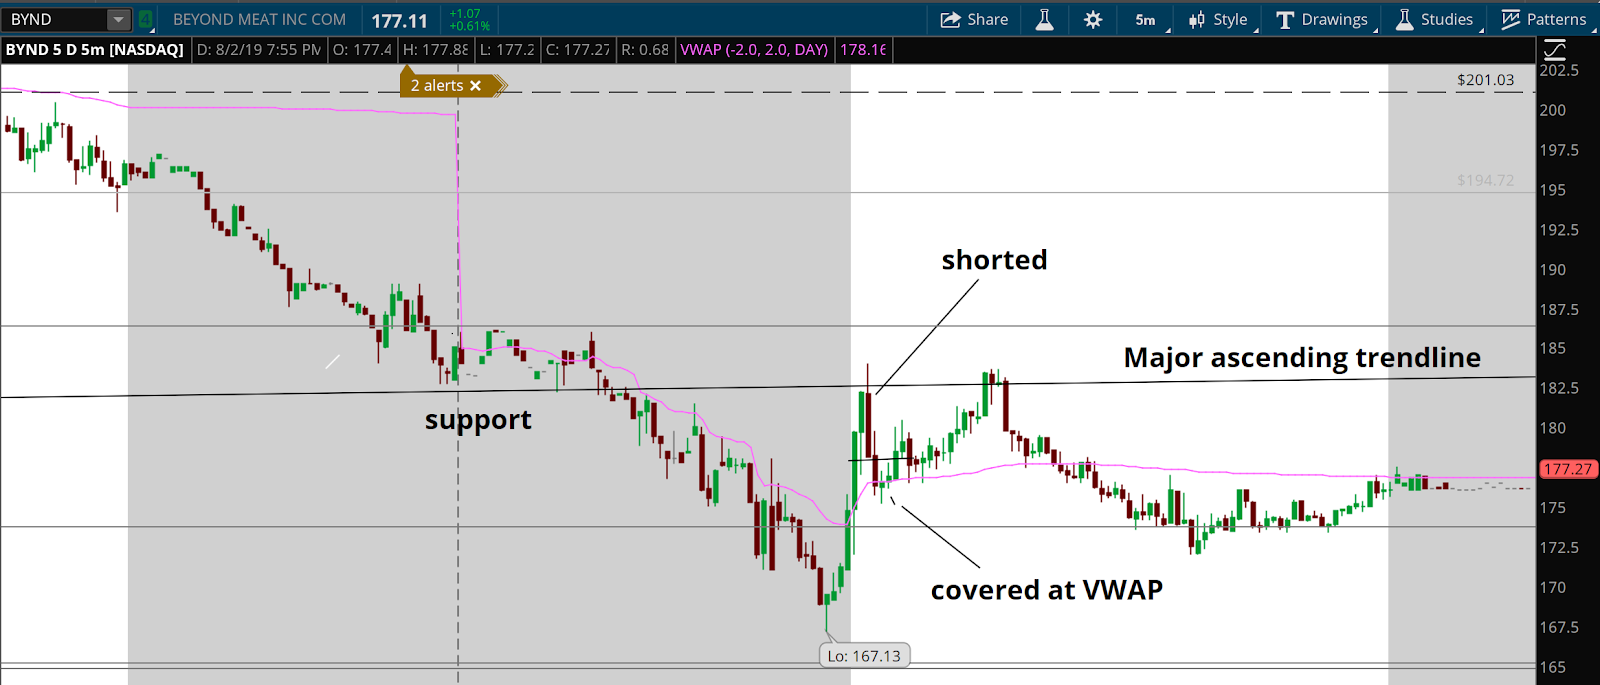 BYND 4 BEYOND MEAT INC COM 177.11 +1.07 +0.61% Share 5m Style Drawings Studies Patterns
BYND 5 D 5m [NASDAQ] D: 8/2/19 7:55 PM O: 177.4 H: 177.88 L: 177.2 C: 177.27 R: 0.68 VWAP (-2.0, 2.0, DAY) 178.16
202.5
2 alerts
$201.03
200
197.5
$194.72
195
192.5
shorted
190
187.5
Major ascending trendline
185
182.5
support
180
177.27
175
172.5
covered at VWAP
170
167.5
Lo: 167.13
165